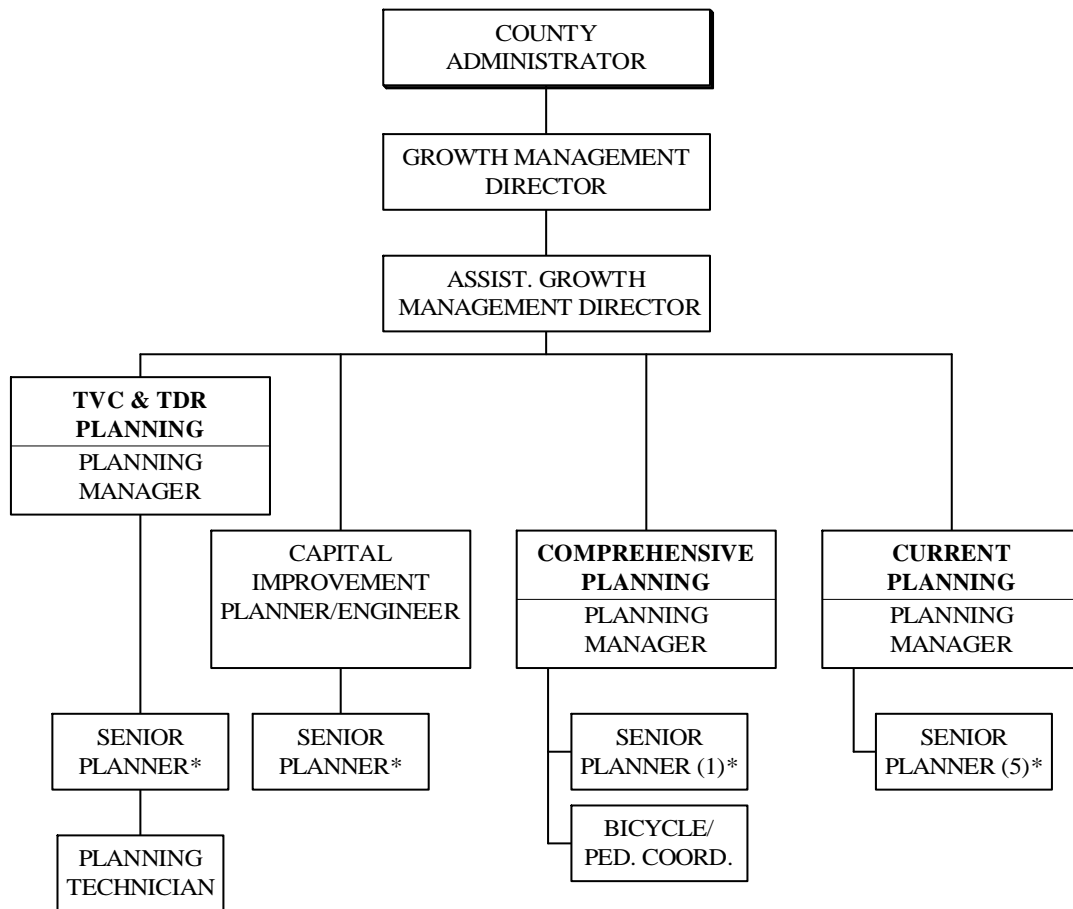 COUNTY
ADMINISTRATOR
GROWTH MANAGEMENT
DIRECTOR
ASSIST. GROWTH
MANAGEMENT DIRECTOR
TVC & TDR
PLANNING
PLANNING
MANAGER
CAPITAL
IMPROVEMENT
PLANNER/ENGINEER
COMPREHENSIVE
PLANNING
PLANNING
MANAGER
CURRENT
PLANNING
PLANNING
MANAGER
SENIOR
PLANNER*
SENIOR
PLANNER*
SENIOR
PLANNER (1)*
SENIOR
PLANNER (5)*
PLANNING
TECHNICIAN
BICYCLE/
PED. COORD.